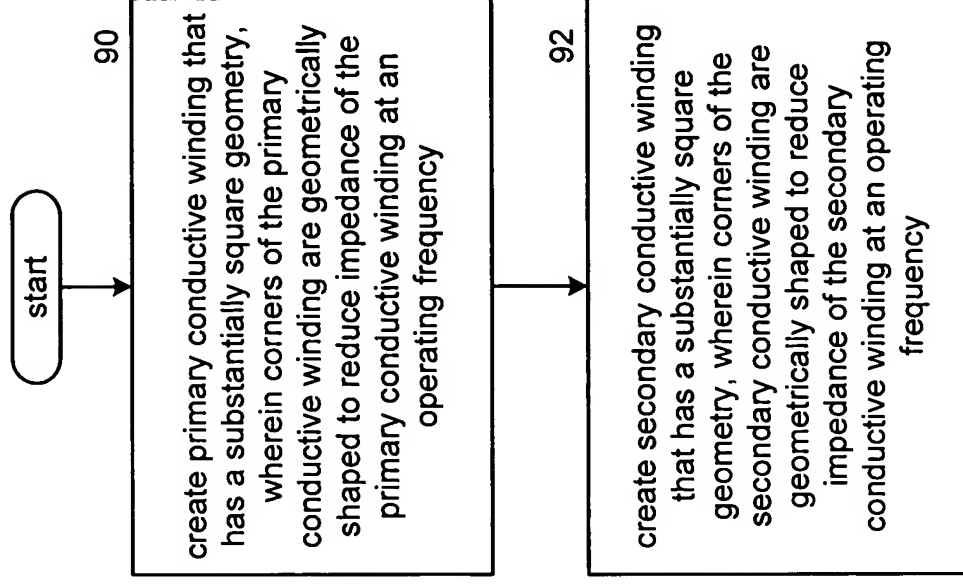 start
90
create primary conductive winding that
has a substantially square geometry,
wherein corners of the primary
conductive winding are geometrically
shaped to reduce impedance of the
primary conductive winding at an
operating frequency
92
create secondary conductive winding
that has a substantially square
geometry, wherein corners of the
secondary conductive winding are
geometrically shaped to reduce
impedance of the secondary
conductive winding at an operating
frequency